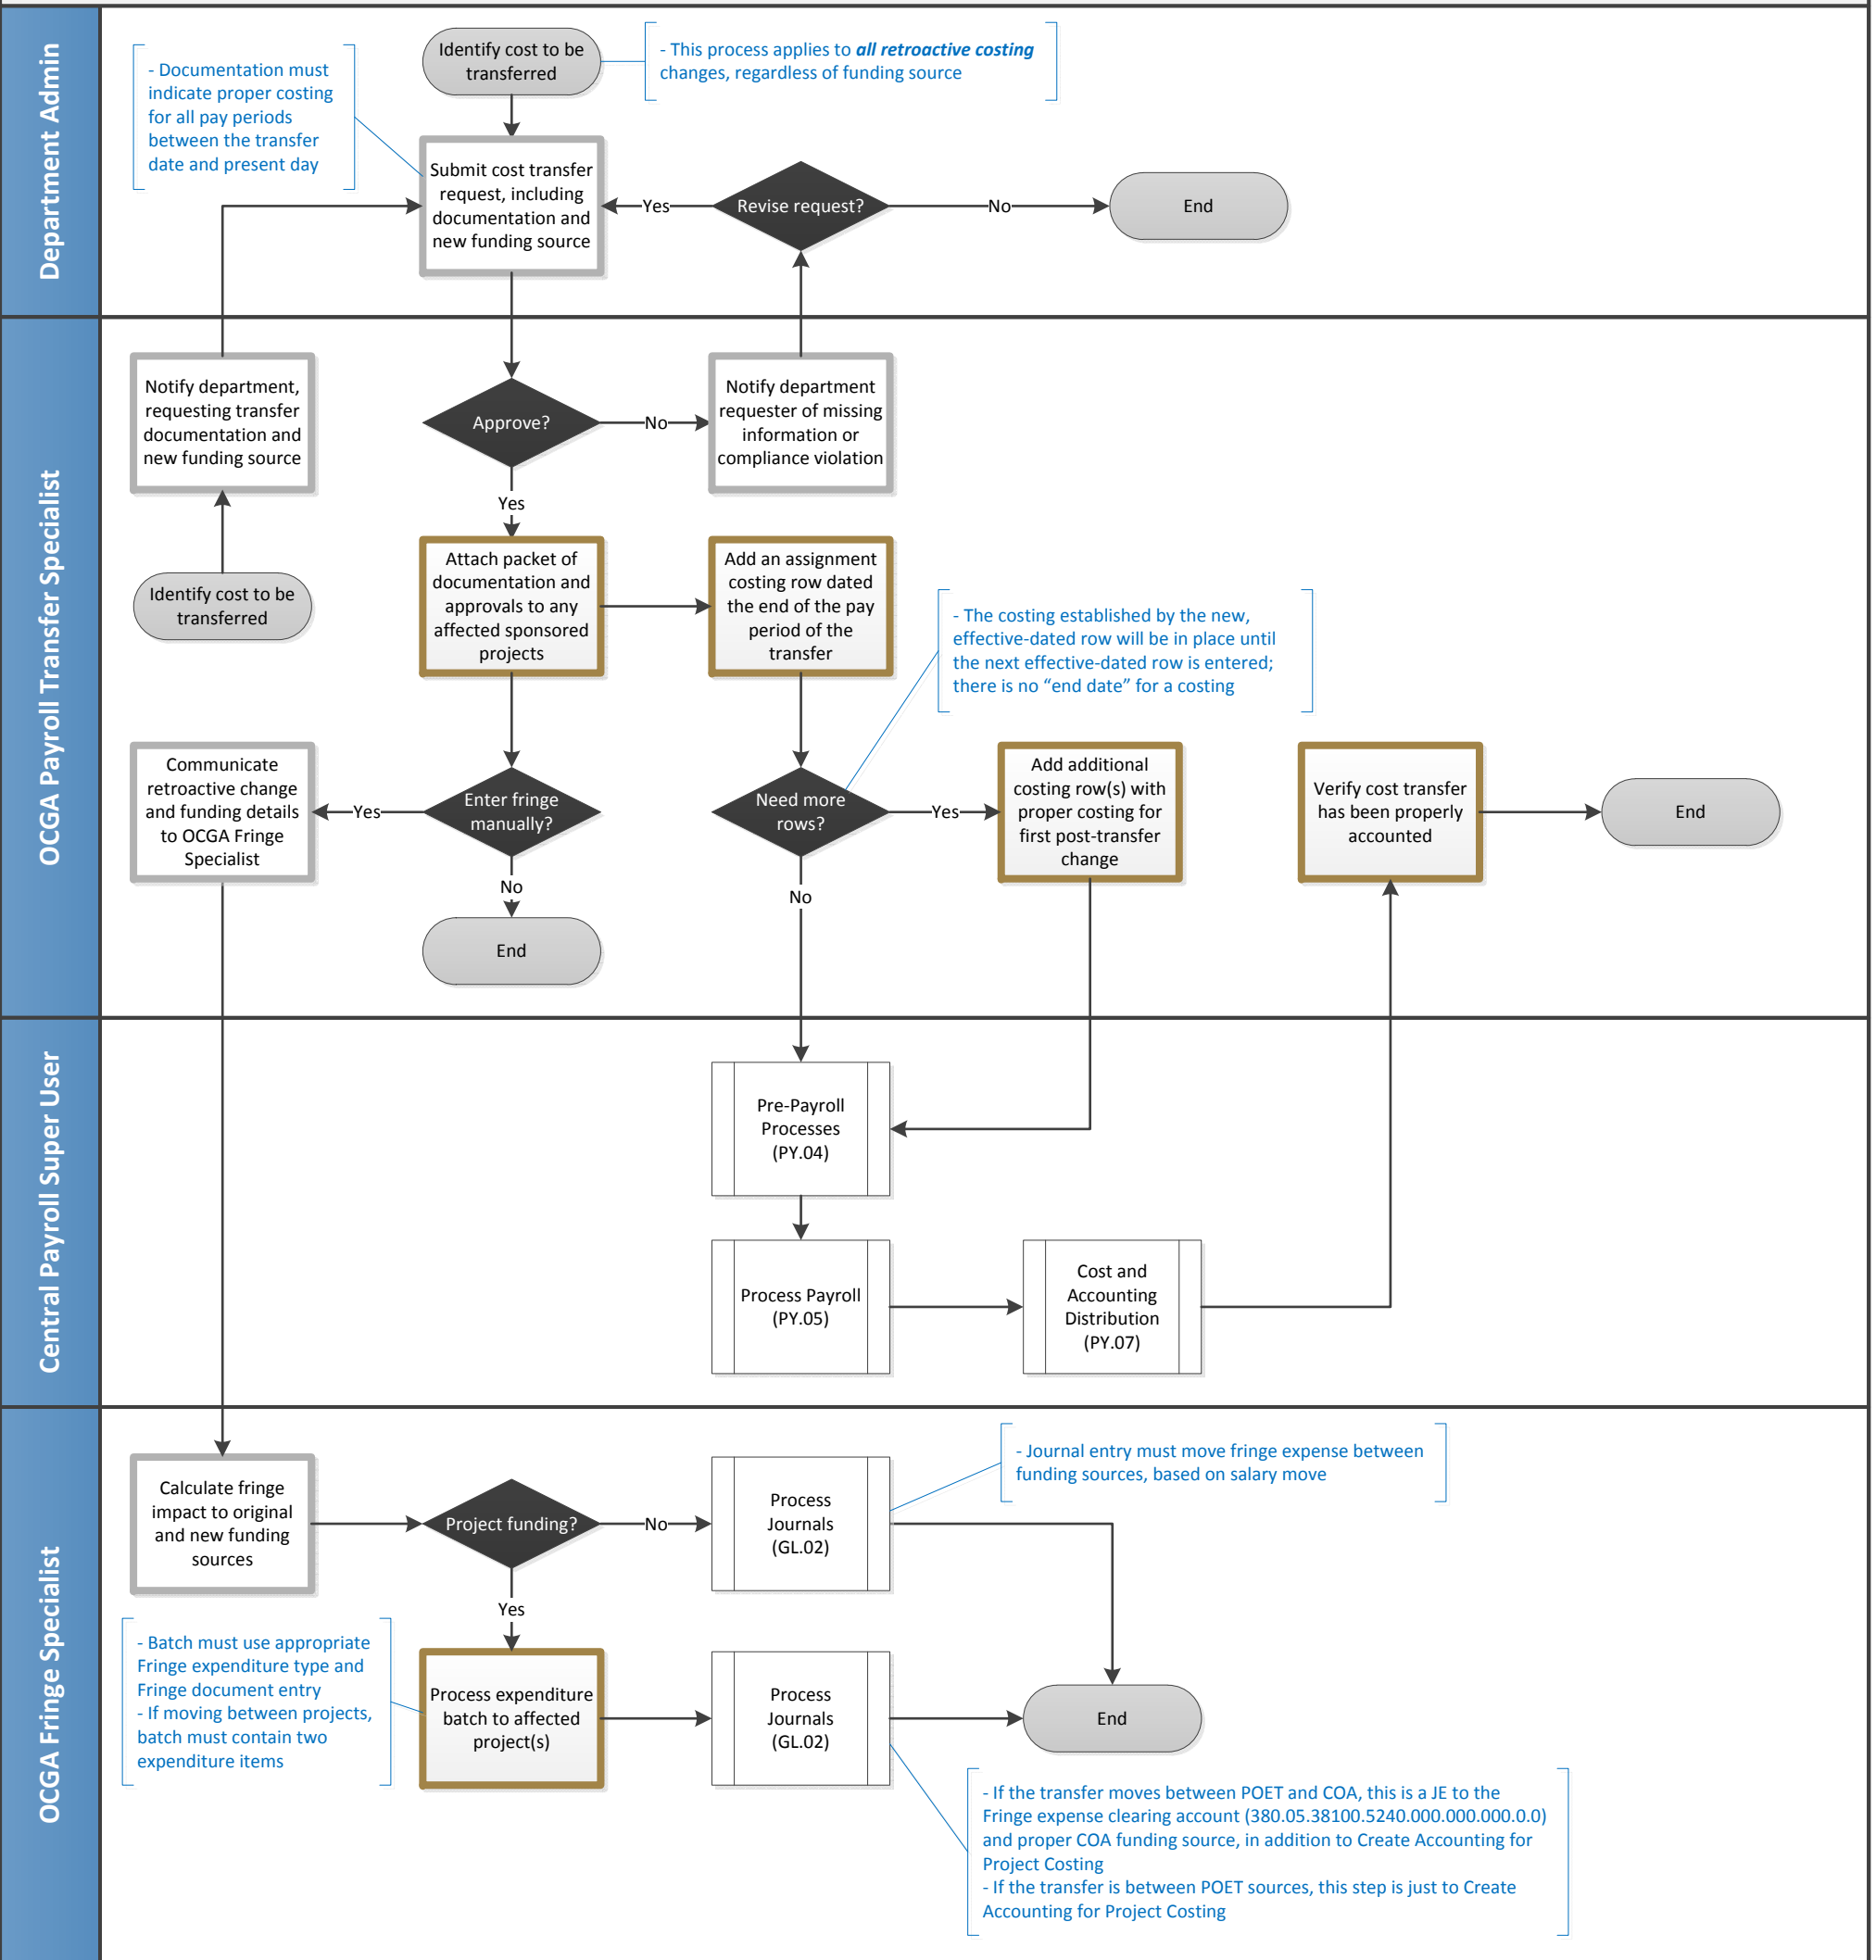 Department Admin
- Documentation must
indicate proper costing
for all pay periods
between the transfer
date and present day
Identify cost to be
transferred
- This process applies to all retroactive costing
changes, regardless of funding source
Submit cost transfer
request, including
documentation and
new funding source
Yes
Revise request?
No
End
OCGA Payroll Transfer Specialist
Notify department,
requesting transfer
documentation and
new funding source
Approve?
No
Notify department
requester of missing
information or
compliance violation
Yes
Identify cost to be
transferred
Attach packet of
documentation and
approvals to any
affected sponsored
projects
Add an assignment
costing row dated
the end of the pay
period of the
transfer
- The costing established by the new,
effective-dated row will be in place until
the next effective-dated row is entered;
there is no “end date” for a costing
Communicate
retroactive change
and funding details
to OCGA Fringe
Specialist
Yes
Enter fringe
manually?
Need more
rows?
Yes
Add additional
costing row(s) with
proper costing for
first post-transfer
change
Verify cost transfer
has been properly
accounted
End
No
No
End
Central Payroll Super User
Pre-Payroll
Processes
(PY.04)
Process Payroll
(PY.05)
Cost and
Accounting
Distribution
(PY.07)
OCGA Fringe Specialist
Calculate fringe
impact to original
and new funding
sources
Project funding?
No
Process
Journals
(GL.02)
- Journal entry must move fringe expense between
funding sources, based on salary move
Yes
- Batch must use appropriate
Fringe expenditure type and
Fringe document entry
- If moving between projects,
batch must contain two
expenditure items
Process expenditure
batch to affected
project(s)
Process
Journals
(GL.02)
End
- If the transfer moves between POET and COA, this is a JE to the
Fringe expense clearing account (380.05.38100.5240.000.000.000.0.0)
and proper COA funding source, in addition to Create Accounting for
Project Costing
- If the transfer is between POET sources, this step is just to Create
Accounting for Project Costing